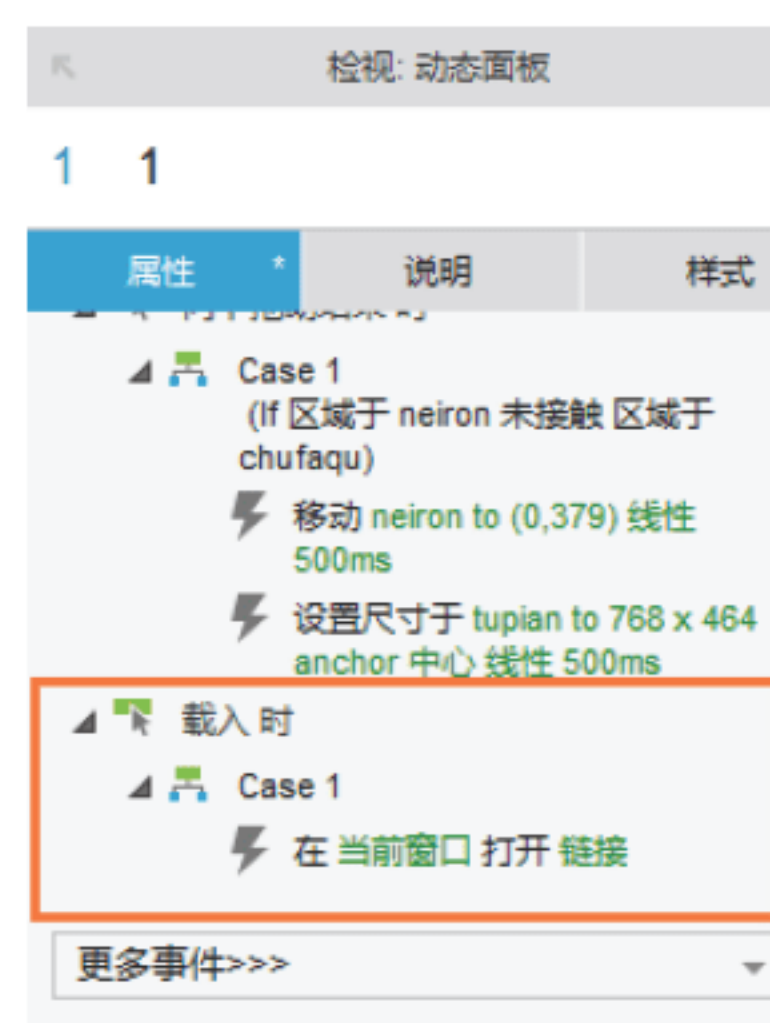 检视: 动态面板
1 1
属性 * 说明 样式
Case 1
(If 区域于 neiron 未接触 区域于
chufaqu)
移动 neiron to (0,379) 线性
500ms
设置尺寸于 tupian to 768 x 464
anchor 中心 线性 500ms
载入 时
Case 1
在 当前窗口 打开 链接
更多事件>>>